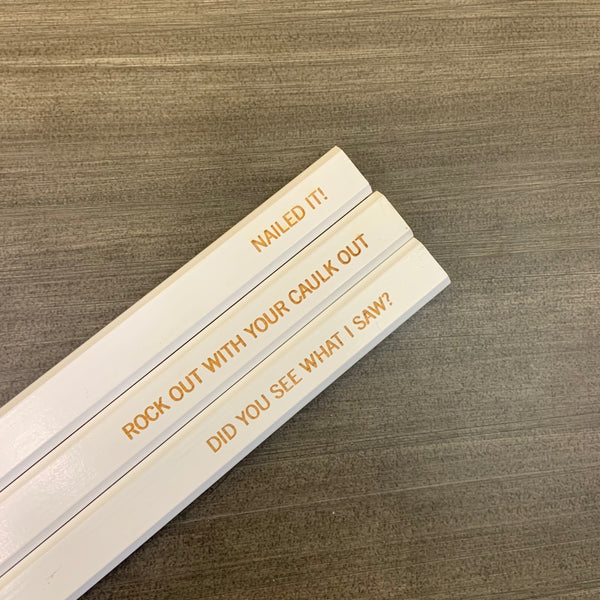 NAILED IT!
ROCK OUT WITH YOUR CAULK OUT
DID YOU SEE WHAT I SAW?